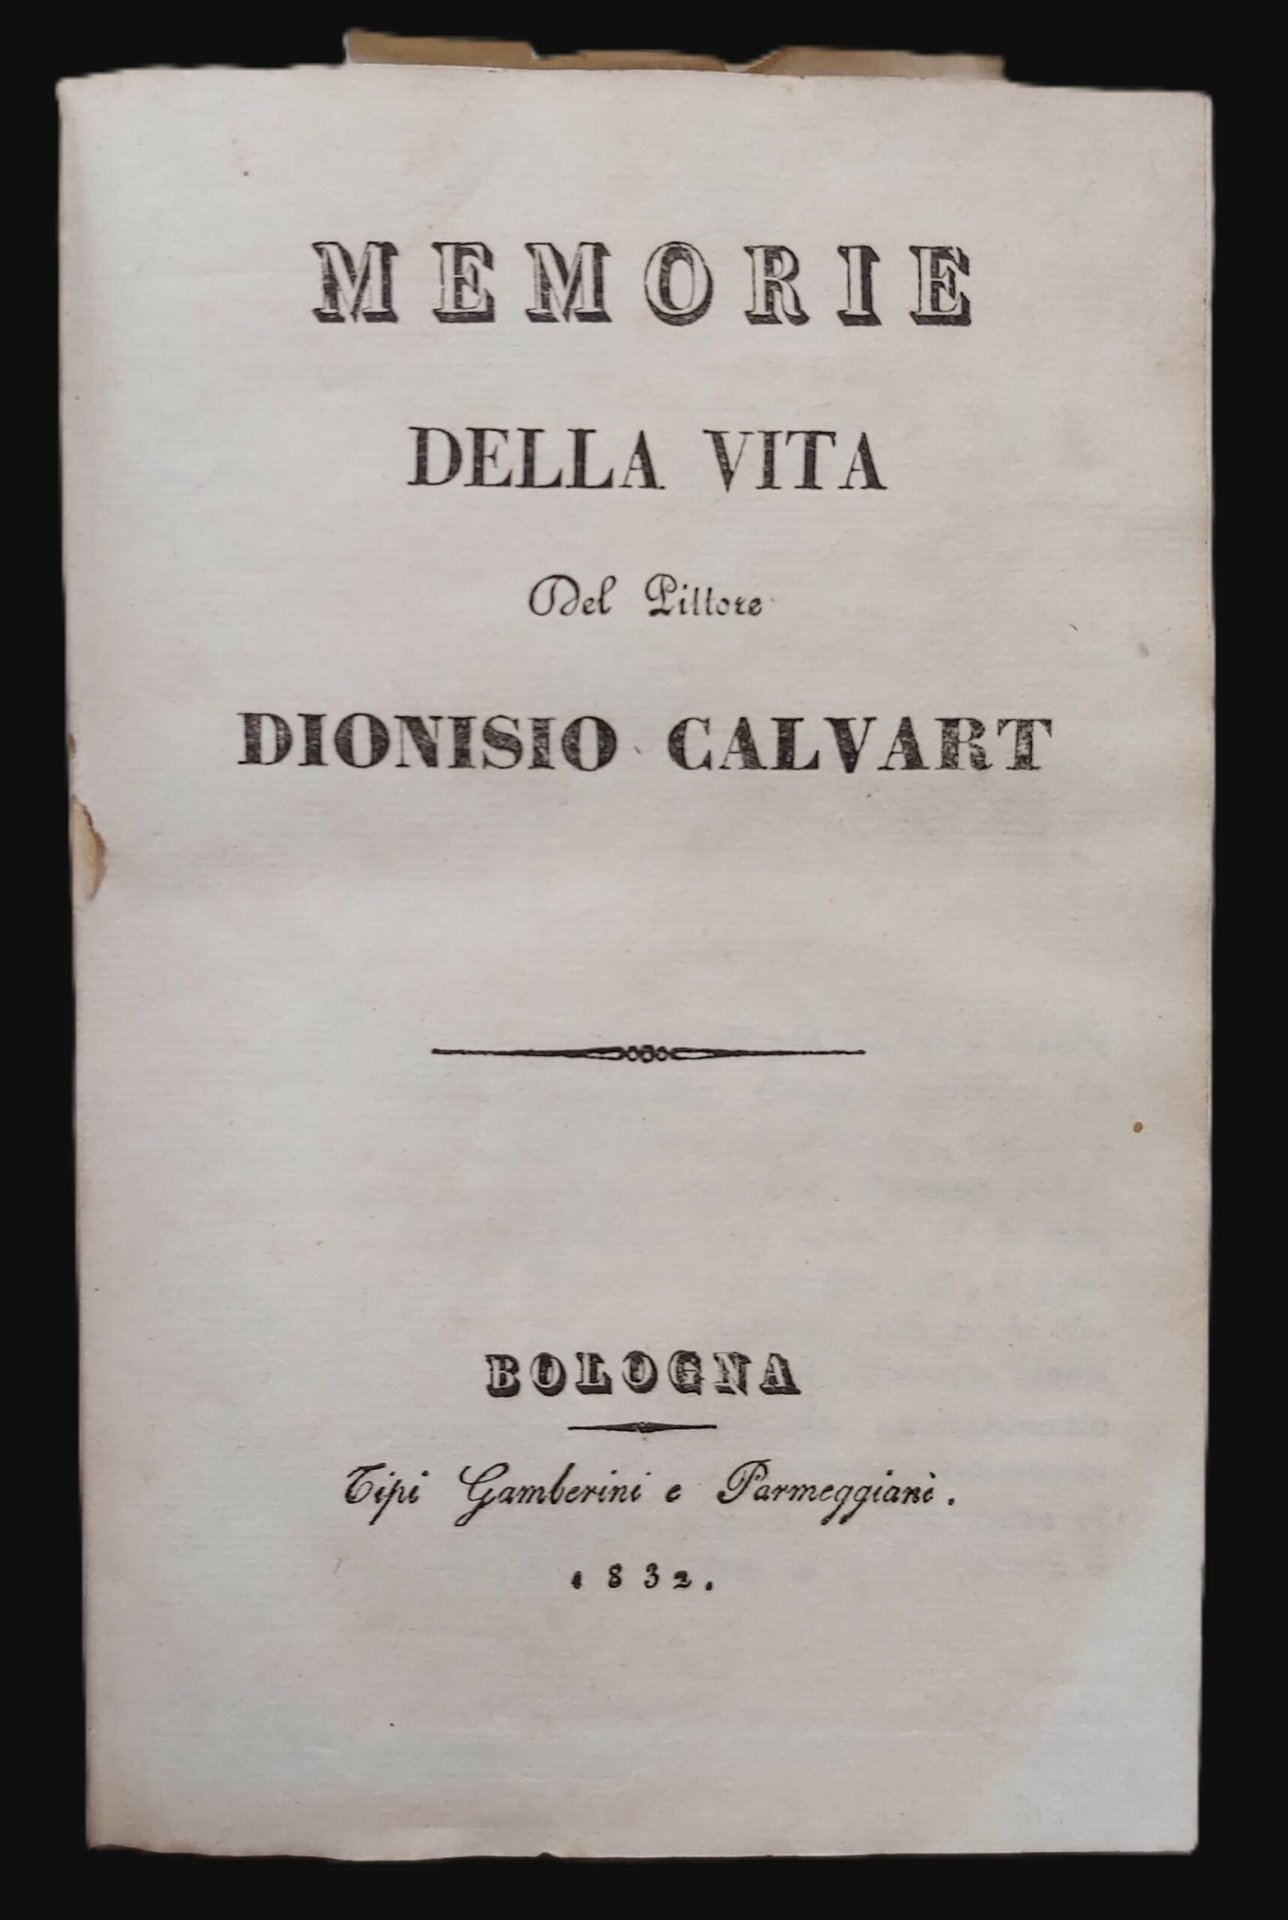 MEMORIE
DELLA VITA
Del Pittore
DIONISIO CALVART
BOLOGNA
Tipi Gamberini e Parmeggiani.
1832.